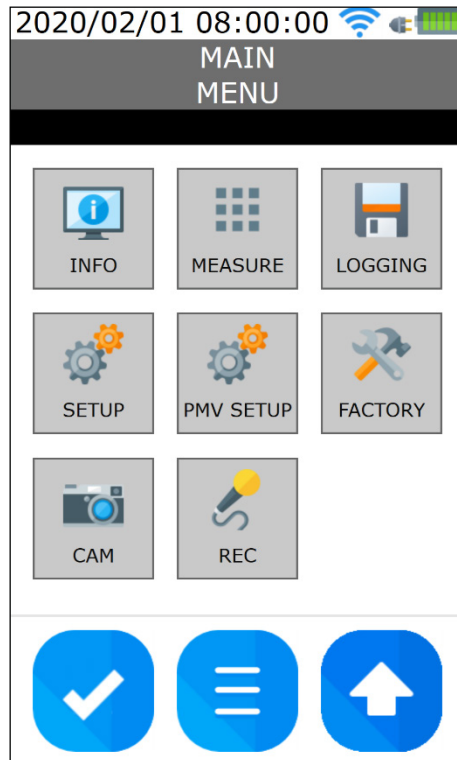 2020/02/01 08:00:00
MAIN
MENU
INFO
MEASURE
LOGGING
SETUP
PMV SETUP
FACTORY
CAM
REC